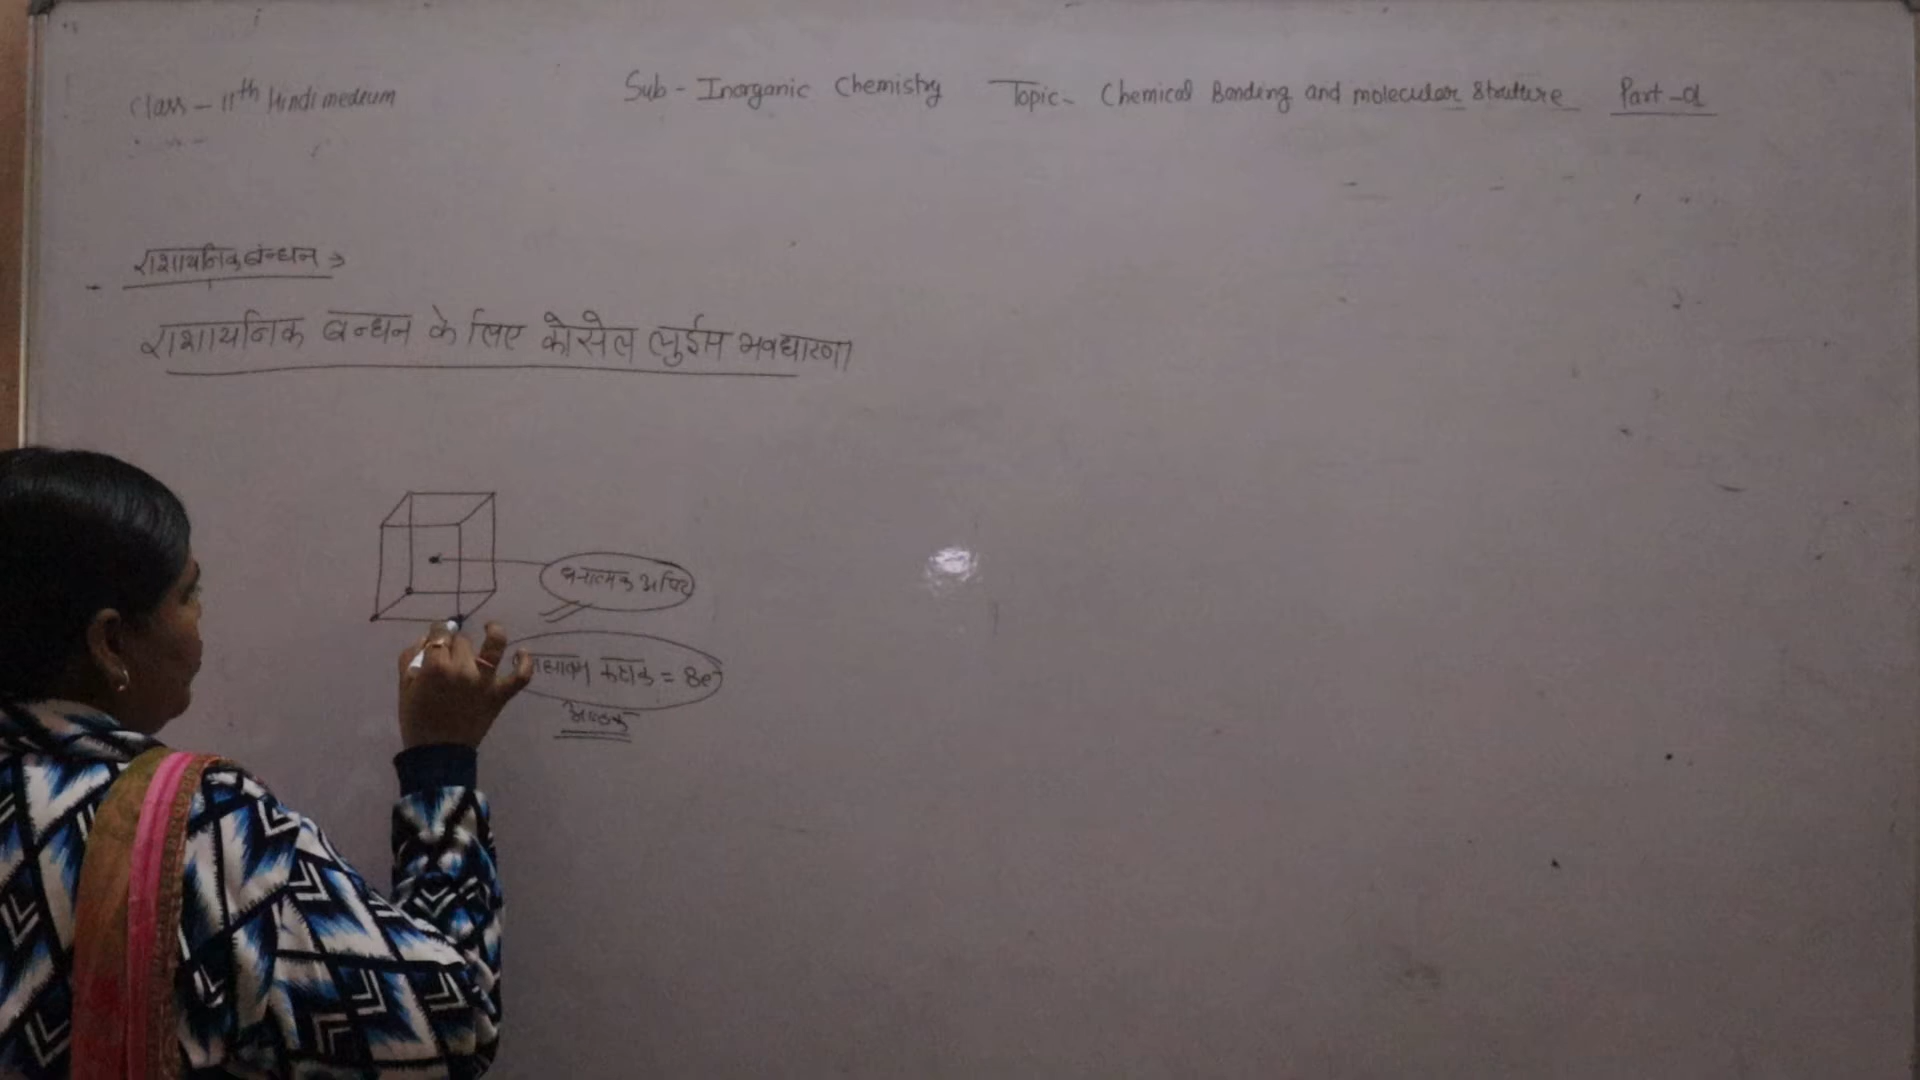 Class - 11th Hindi medium
Sub - Inorganic Chemistry Topic - Chemical Bonding and molecular Structure Part -
राशायनिक बन्धन →
राशायनिक बन्धन के लिए कोसेल लुईस अवधारणा
धनात्मक
कक्षक = 8e⁻
अष्टक